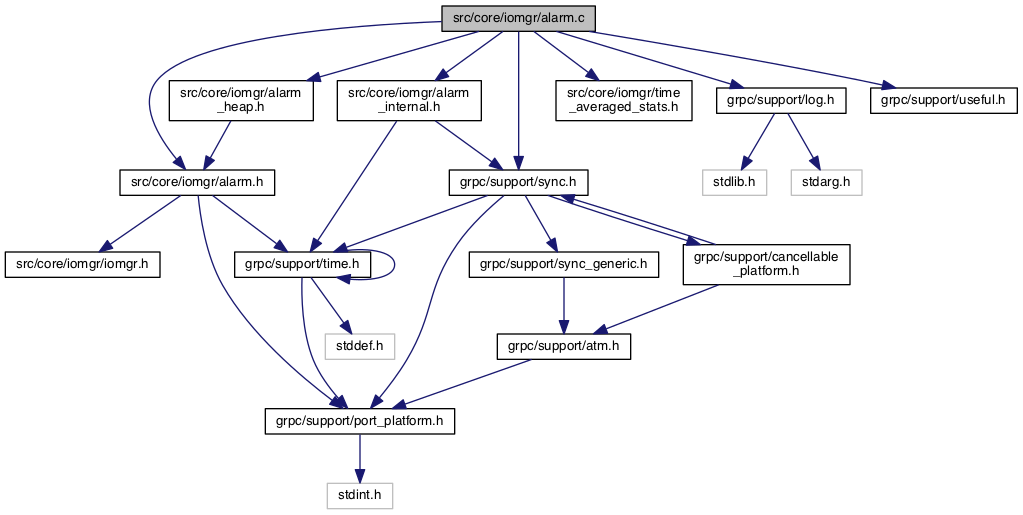 src/core/iomgr/alarm.c
src/core/iomgr/alarm
_heap.h
src/core/iomgr/alarm
_internal.h
src/core/iomgr/time
_averaged_stats.h
grpc/support/log.h
grpc/support/useful.h
src/core/iomgr/alarm.h
grpc/support/sync.h
stdlib.h
stdarg.h
src/core/iomgr/iomgr.h
grpc/support/time.h
grpc/support/sync_generic.h
grpc/support/cancellable
_platform.h
stddef.h
grpc/support/atm.h
grpc/support/port_platform.h
stdint.h